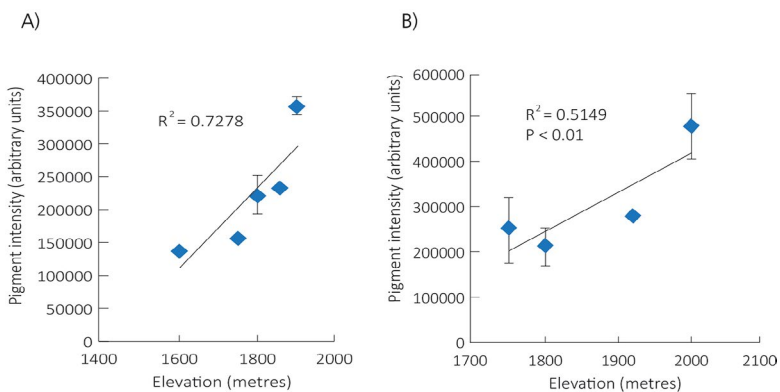 A)
Pigment intensity (arbitrary units)
400000
350000
300000
250000
200000
150000
100000
50000
0
R² = 0.7278
1400 1600 1800 2000
Elevation (metres)
B)
Pigment intensity (arbitrary units)
600000
500000
400000
300000
200000
100000
0
R² = 0.5149
P < 0.01
1700 1800 1900 2000 2100
Elevation (metres)